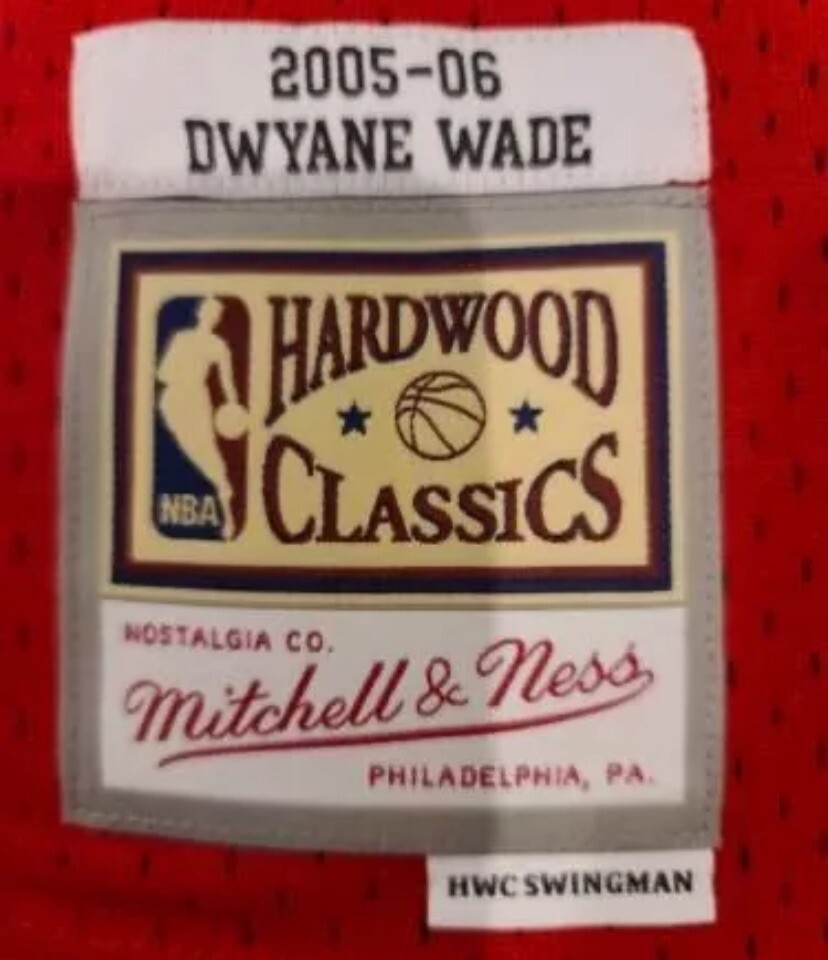 2005-06
DWYANE WADE
HARDWOOD
CLASSICS
NBA
NOSTALGIA CO.
Mitchell & Ness
PHILADELPHIA, PA.
HWC SWINGMAN